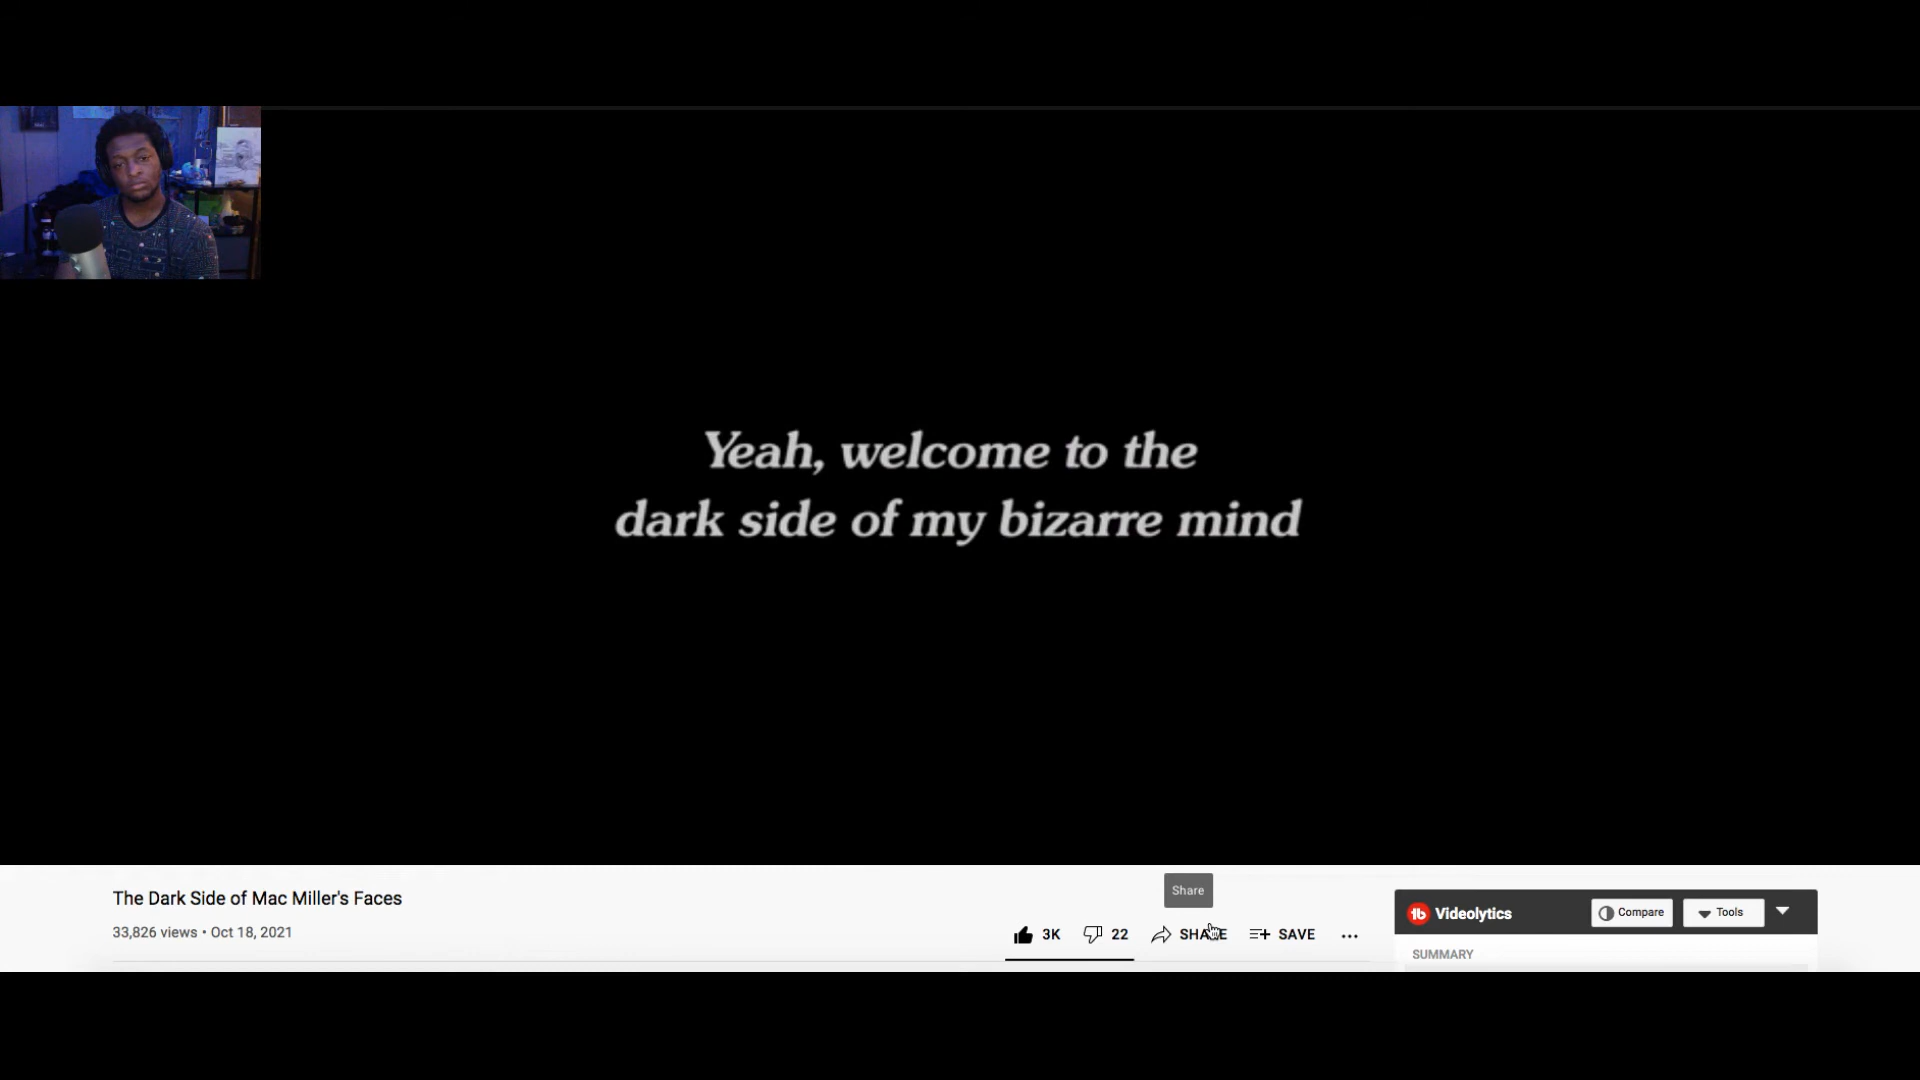 Yeah, welcome to the
dark side of my bizarre mind
The Dark Side of Mac Miller's Faces
33,826 views • Oct 18, 2021
Share
3K 22 SHARE SAVE ...
tb Videolytics Compare Tools
SUMMARY